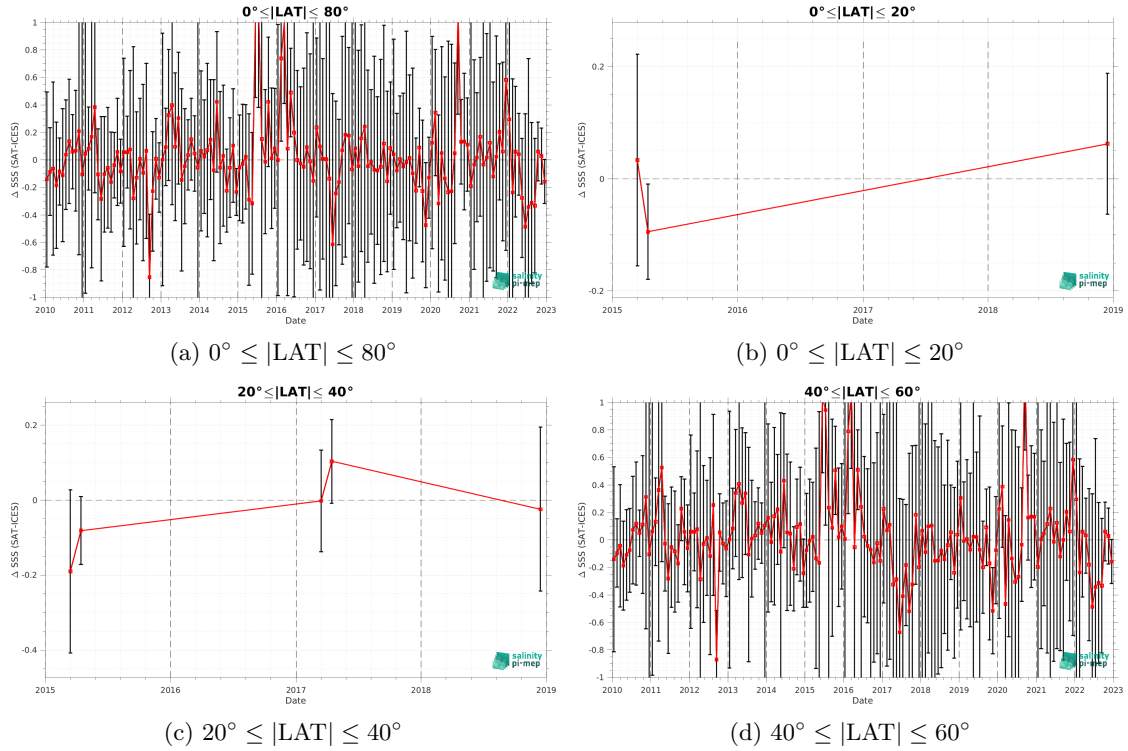 0°≤|LAT|≤ 80°
Δ SSS (SAT-ICES)
1
0.8
0.6
0.4
0.2
0
-0.2
-0.4
-0.6
-0.8
-1
2010 2011 2012 2013 2014 2015 2016 2017 2018 2019 2020 2021 2022 2023
Date
salinity
pi-mep
(a) 0° ≤ |LAT| ≤ 80°
0°≤|LAT|≤ 20°
Δ SSS (SAT-ICES)
0.2
0.1
0
-0.1
-0.2
2015 2016 2017 2018 2019
Date
salinity
pi-mep
(b) 0° ≤ |LAT| ≤ 20°
20°≤|LAT|≤ 40°
Δ SSS (SAT-ICES)
0.2
0
-0.2
-0.4
2015 2016 2017 2018 2019
Date
salinity
pi-mep
(c) 20° ≤ |LAT| ≤ 40°
40°≤|LAT|≤ 60°
Δ SSS (SAT-ICES)
1
0.8
0.6
0.4
0.2
0
-0.2
-0.4
-0.6
-0.8
-1
2010 2011 2012 2013 2014 2015 2016 2017 2018 2019 2020 2021 2022 2023
Date
salinity
pi-mep
(d) 40° ≤ |LAT| ≤ 60°